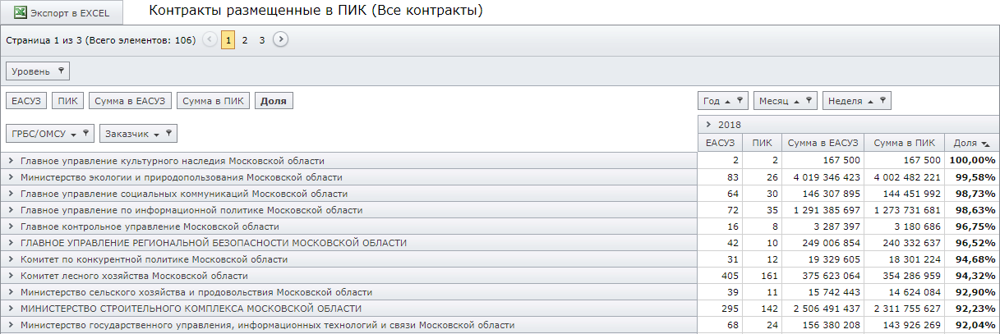 Экспорт в EXCEL Контракты размещенные в ПИК (Все контракты)
Страница 1 из 3 (Всего элементов: 106) 1 2 3
Уровень
ЕАСУЗ ПИК Сумма в ЕАСУЗ Сумма в ПИК Доля Год Месяц Неделя
ГРБС/ОМСУ Заказчик 2018
ЕАСУЗ ПИК Сумма в ЕАСУЗ Сумма в ПИК Доля
Главное управление культурного наследия Московской области 2 2 167 500 167 500 100,00%
Министерство экологии и природопользования Московской области 83 26 4 019 346 423 4 002 482 221 99,58%
Главное управление социальных коммуникаций Московской области 64 30 146 307 895 144 451 992 98,73%
Главное управление по информационной политике Московской области 72 35 1 291 385 697 1 273 731 681 98,63%
Главное контрольное управление Московской области 16 8 3 287 397 3 180 686 96,75%
ГЛАВНОЕ УПРАВЛЕНИЕ РЕГИОНАЛЬНОЙ БЕЗОПАСНОСТИ МОСКОВСКОЙ ОБЛАСТИ 42 10 249 006 854 240 332 637 96,52%
Комитет по конкурентной политике Московской области 31 12 19 329 605 18 301 224 94,68%
Комитет лесного хозяйства Московской области 405 161 375 623 064 354 286 959 94,32%
Министерство сельского хозяйства и продовольствия Московской области 39 11 15 742 443 14 624 084 92,90%
МИНИСТЕРСТВО СТРОИТЕЛЬНОГО КОМПЛЕКСА МОСКОВСКОЙ ОБЛАСТИ 295 142 2 506 491 437 2 311 755 627 92,23%
Министерство государственного управления, информационных технологий и связи Московской области 68 24 156 380 208 143 926 269 92,04%